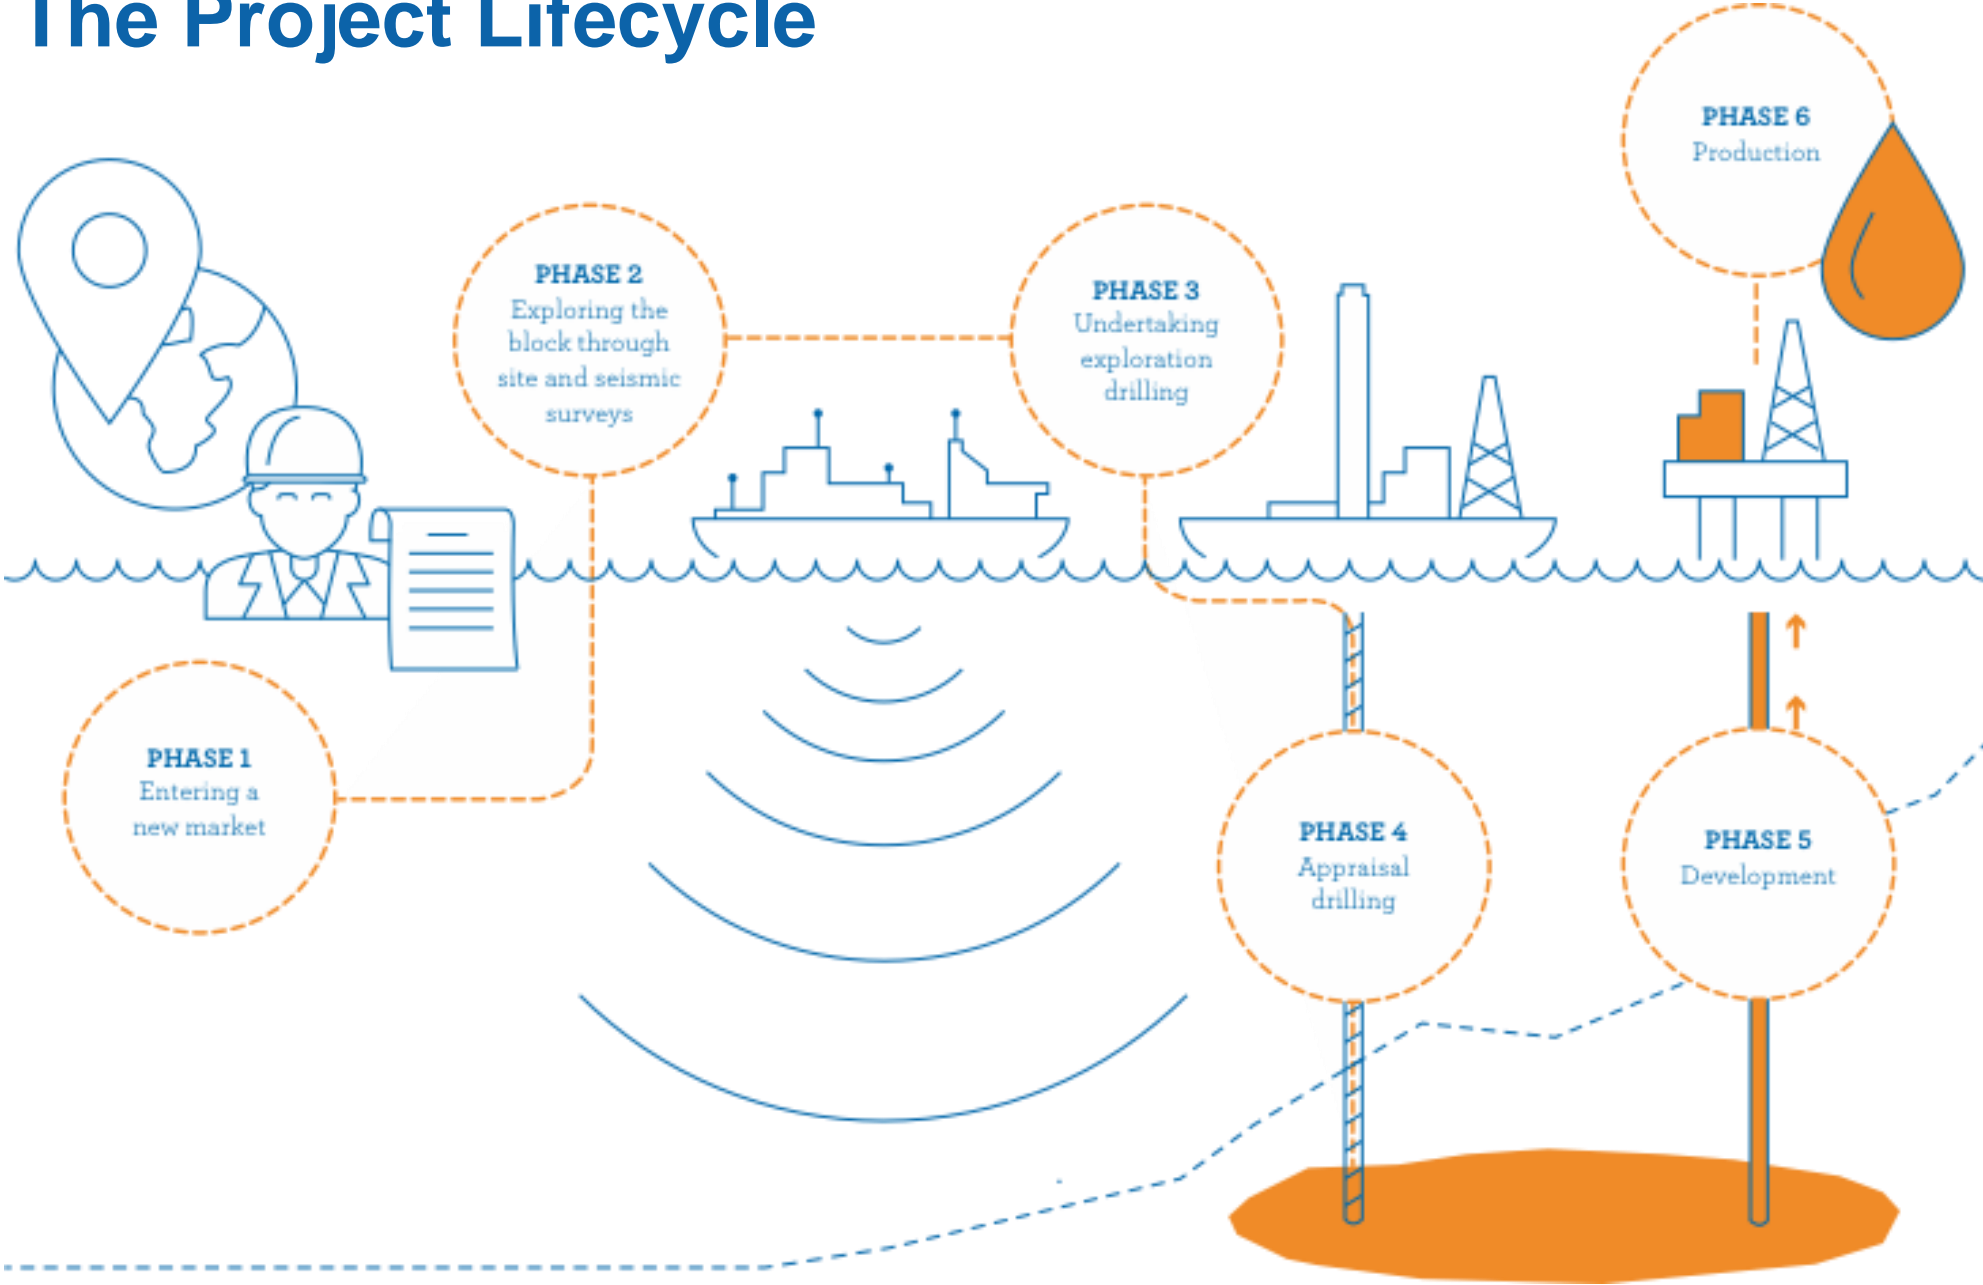 The Project Lifecycle
PHASE 1
Entering a
new market
PHASE 2
Exploring the
block through
site and seismic
surveys
PHASE 3
Undertaking
exploration
drilling
PHASE 4
Appraisal
drilling
PHASE 5
Development
PHASE 6
Production